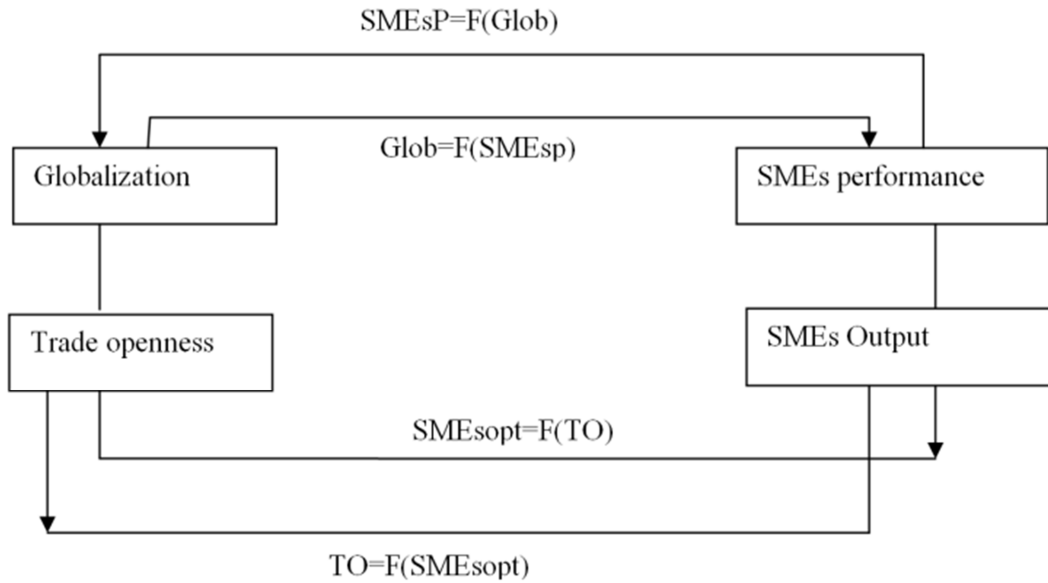 SMEsP=F(Glob)
Glob=F(SMEsp)
Globalization
SMEs performance
Trade openness
SMEs Output
SMEsopt=F(TO)
TO=F(SMEsopt)